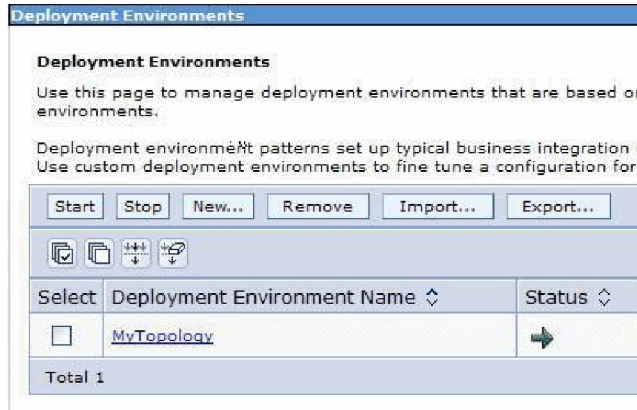 Deployment Environments
Deployment Environments
Use this page to manage deployment environments that are based o
environments.
Deployment environment patterns set up typical business integration
Use custom deployment environments to fine tune a configuration for
Start Stop New... Remove Import... Export...
Select Deployment Environment Name Status
MyTopology
Total 1